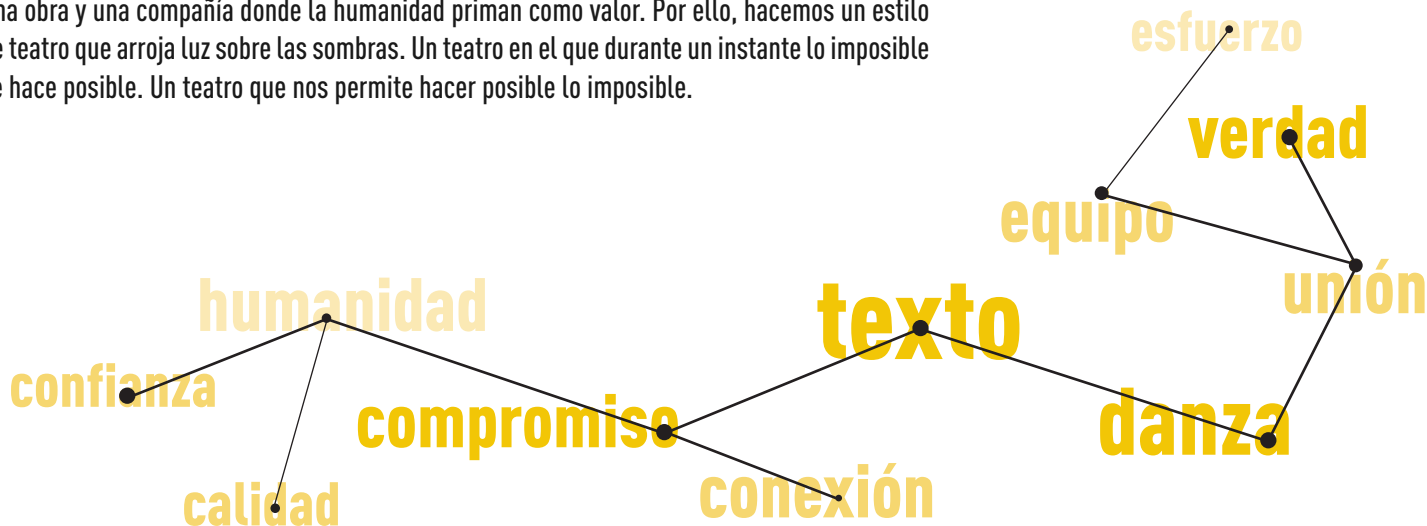 na obra y una compañía donde la humanidad priman como valor. Por ello, hacemos un estilo
e teatro que arroja luz sobre las sombras. Un teatro en el que durante un instante lo imposible
e hace posible. Un teatro que nos permite hacer posible lo imposible.
esfuerzo
verdad
equipo
unión
humanidad
texto
confianza
compromiso
danza
conexión
calidad